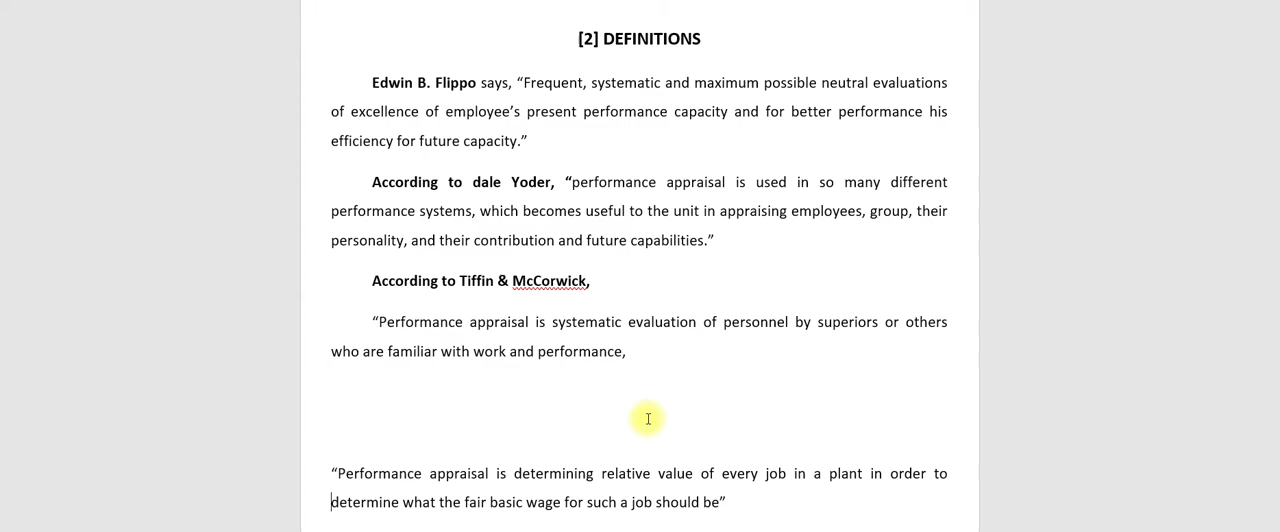 [2] DEFINITIONS
Edwin B. Flippo says, “Frequent, systematic and maximum possible neutral evaluations
of excellence of employee’s present performance capacity and for better performance his
efficiency for future capacity.”
According to dale Yoder, “performance appraisal is used in so many different
performance systems, which becomes useful to the unit in appraising employees, group, their
personality, and their contribution and future capabilities.”
According to Tiffin & McCorwick,
“Performance appraisal is systematic evaluation of personnel by superiors or others
who are familiar with work and performance,
“Performance appraisal is determining relative value of every job in a plant in order to
determine what the fair basic wage for such a job should be”